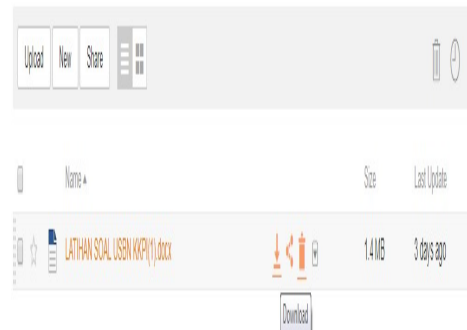 Upload New Share
Name Size Last Update
LATIHAN SOAL USBN KKPI(1).docx 1.4 MB 3 days ago
Download